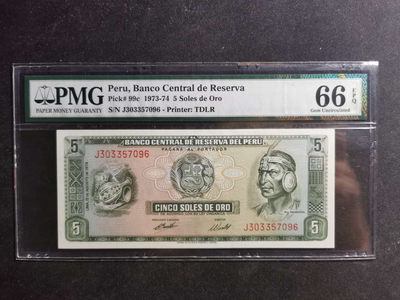 PMG
PAPER MONEY GUARANTY
Peru, Banco Central de Reserva
Pick# 99c 1973-74 5 Soles de Oro
S/N J303357096 - Printer: TDLR
66 EPQ
Gem Uncirculated
5 BANCO CENTRAL DE RESERVA DEL PERU 5
PAGARÁ AL PORTADOR
J303357096
CINCO SOLES DE ORO
5 J303357096 5